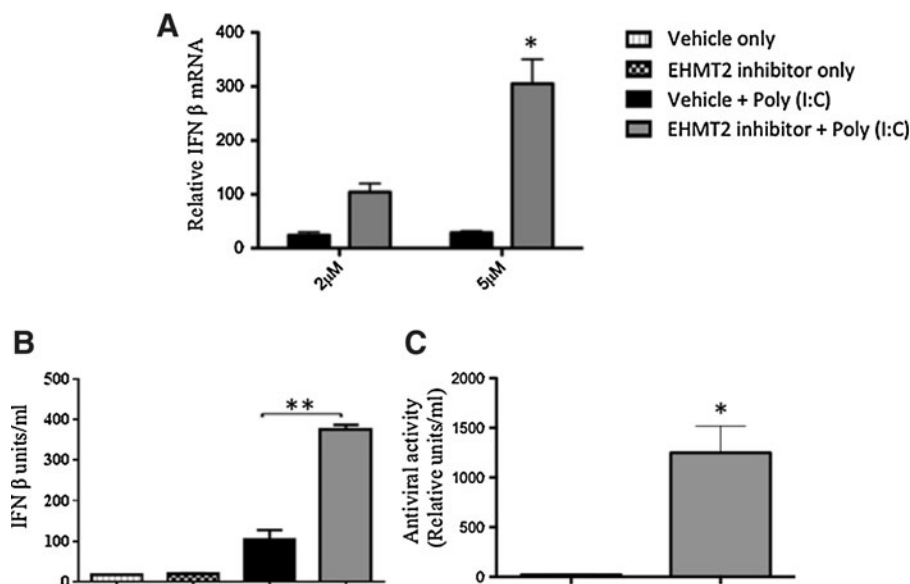 A
Relative IFN β mRNA
400
300
200
100
0
*
2µM
5µM
Vehicle only
EHMT2 inhibitor only
Vehicle + Poly (I:C)
EHMT2 inhibitor + Poly (I:C)
B
IFN β units/ml
500
400
300
200
100
0
**
C
Antiviral activity
(Relative units/ml)
2000
1500
1000
500
0
*